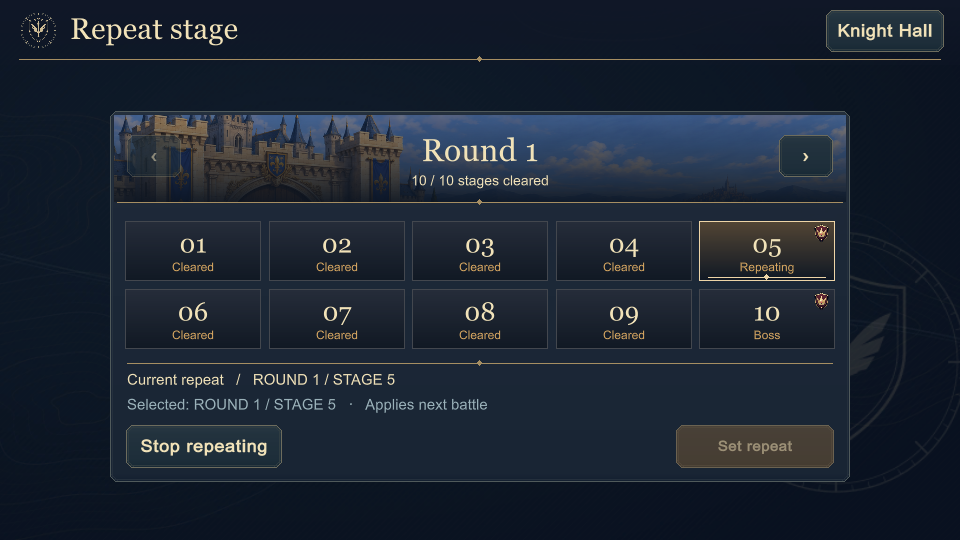 Repeat stage
Knight Hall
Round 1
10 / 10 stages cleared
‹
›
01
Cleared
02
Cleared
03
Cleared
04
Cleared
05
Repeating
06
Cleared
07
Cleared
08
Cleared
09
Cleared
10
Boss
Current repeat / ROUND 1 / STAGE 5
Selected: ROUND 1 / STAGE 5 · Applies next battle
Stop repeating
Set repeat